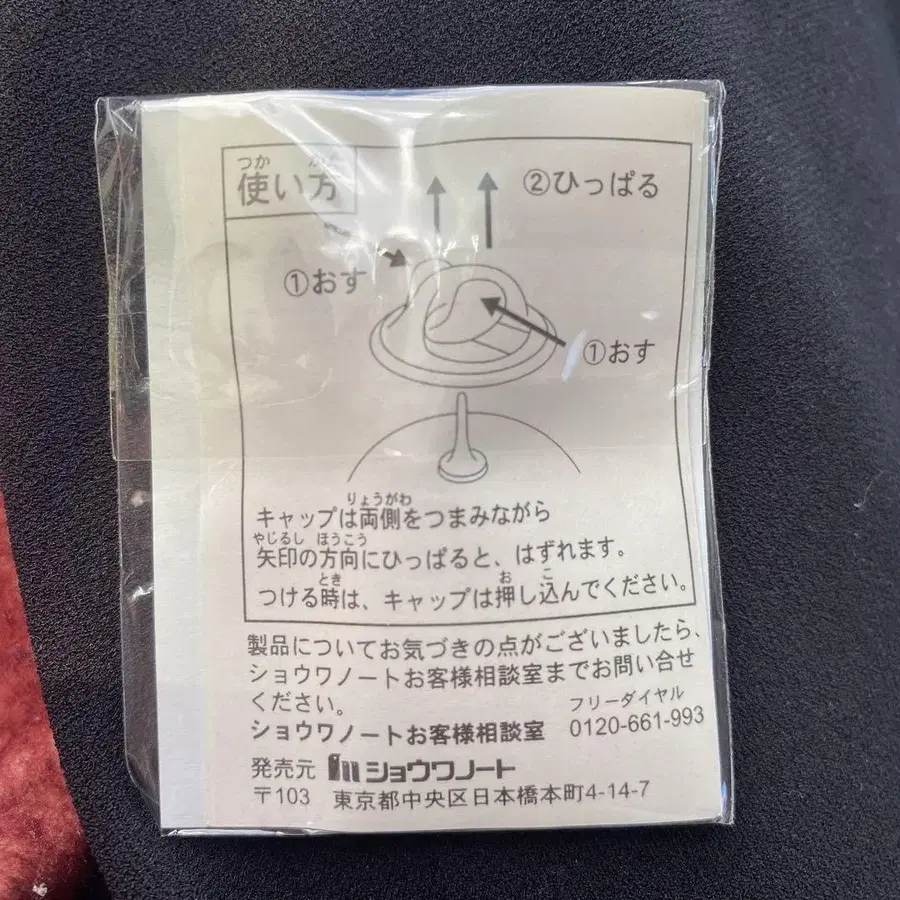 つか かた
使い方
②ひっぱる
①おす
①おす
りょうがわ
キャップは両側をつまみながら
やじるし ほうこう
矢印の方向にひっぱると、はずれます。
とき お こ
つける時は、キャップは押し込んでください。
製品についてお気づきの点がございましたら、
ショウワノートお客様相談室までお問い合せ
ください。
フリーダイヤル
ショウワノートお客様相談室 0120-661-993
発売元 ショウワノート
〒103 東京都中央区日本橋本町4-14-7